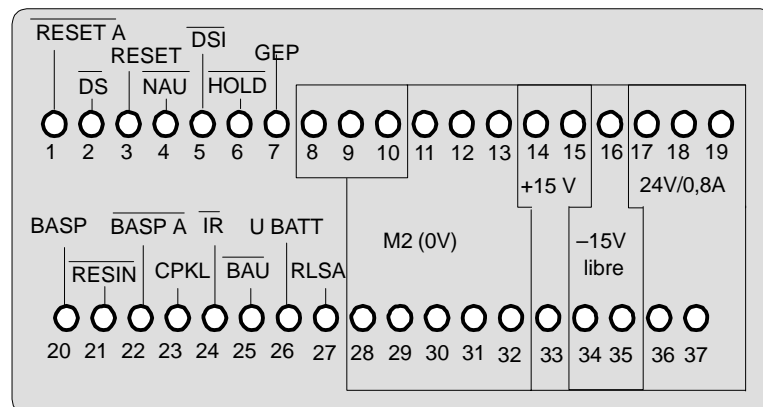 RESET A DSI
RESET GEP
DS NAU HOLD
1 2 3 4 5 6 7 8 9 10 11 12 13 14 15 16 17 18 19
+15 V 24V/0,8A
BASP BASP A IR U BATT M2 (0V) –15V
RESIN CPKL BAU RLSA libre
20 21 22 23 24 25 26 27 28 29 30 31 32 33 34 35 36 37